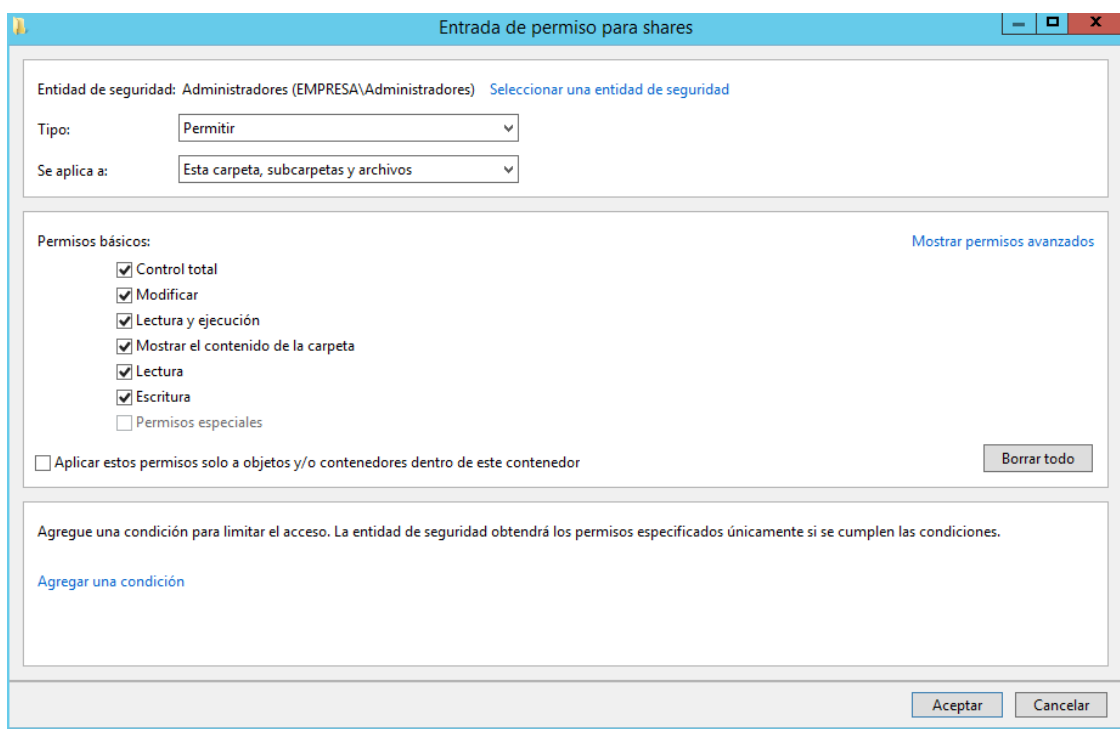 Entrada de permiso para shares
Entidad de seguridad: Administradores (EMPRESA\Administradores) Seleccionar una entidad de seguridad
Tipo: Permitir
Se aplica a: Esta carpeta, subcarpetas y archivos
Permisos básicos: Mostrar permisos avanzados
Control total
Modificar
Lectura y ejecución
Mostrar el contenido de la carpeta
Lectura
Escritura
Permisos especiales
Aplicar estos permisos solo a objetos y/o contenedores dentro de este contenedor Borrar todo
Agregue una condición para limitar el acceso. La entidad de seguridad obtendrá los permisos especificados únicamente si se cumplen las condiciones.
Agregar una condición
Aceptar Cancelar